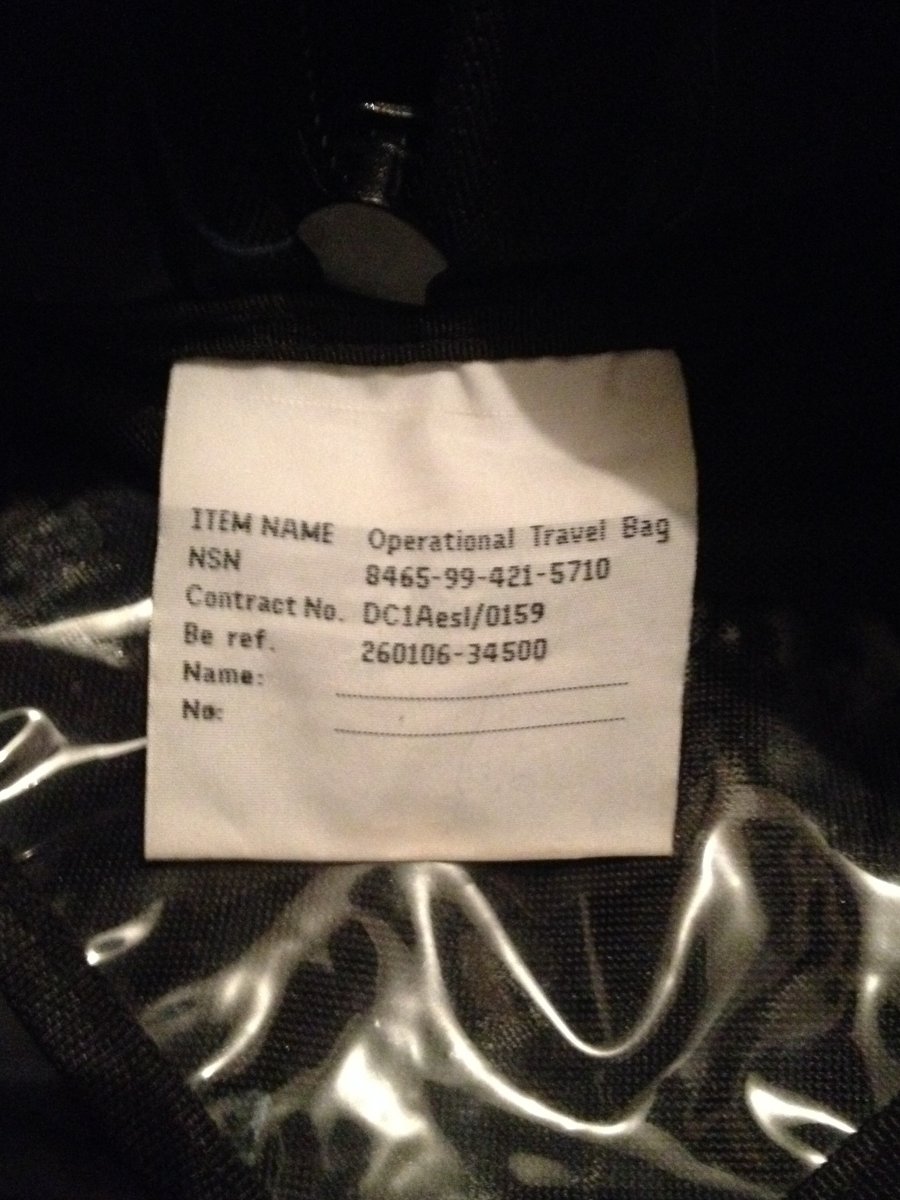 ITEM NAME Operational Travel Bag
NSN 8465-99-421-5710
Contract No. DC1Aesl/0159
Be ref. 260106-34500
Name:
No: